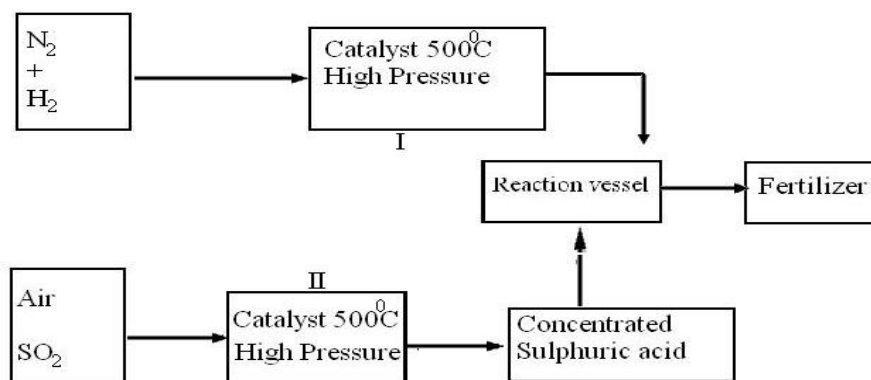 N₂
+
H₂
Catalyst 500⁰C
High Pressure
I
Reaction vessel
Fertilizer
II
Air
SO₂
Catalyst 500⁰C
High Pressure
Concentrated
Sulphuric acid